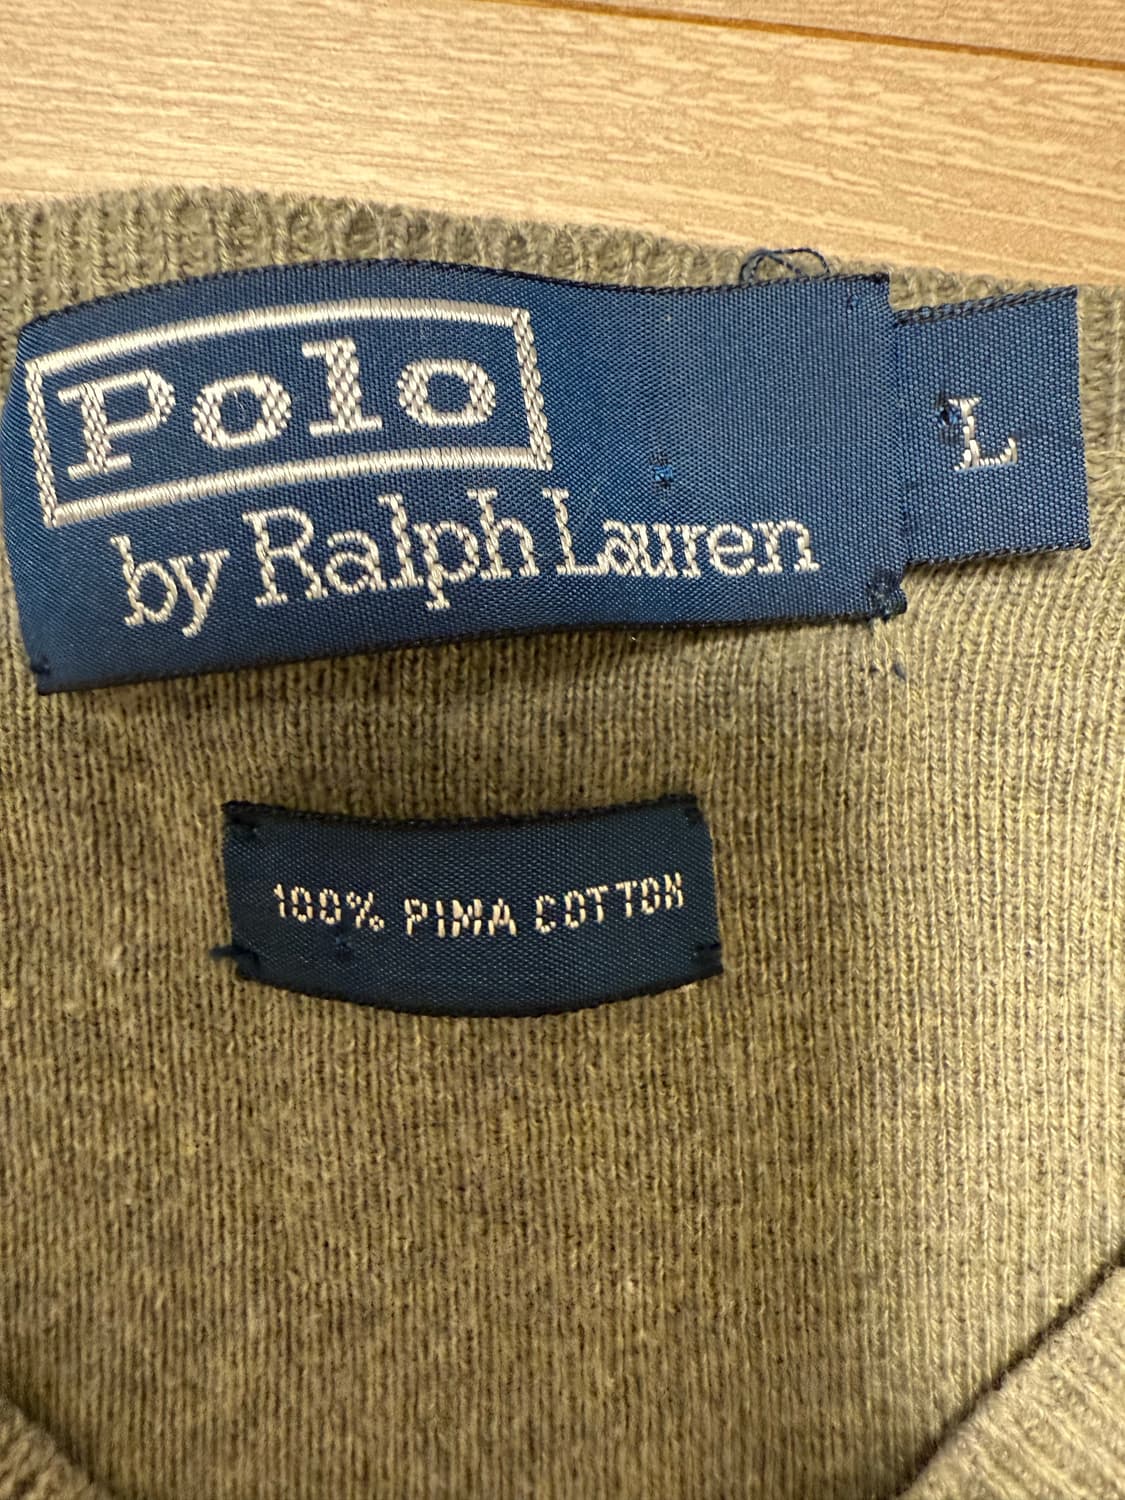 Polo
by Ralph Lauren
L
100% PIMA COTTON